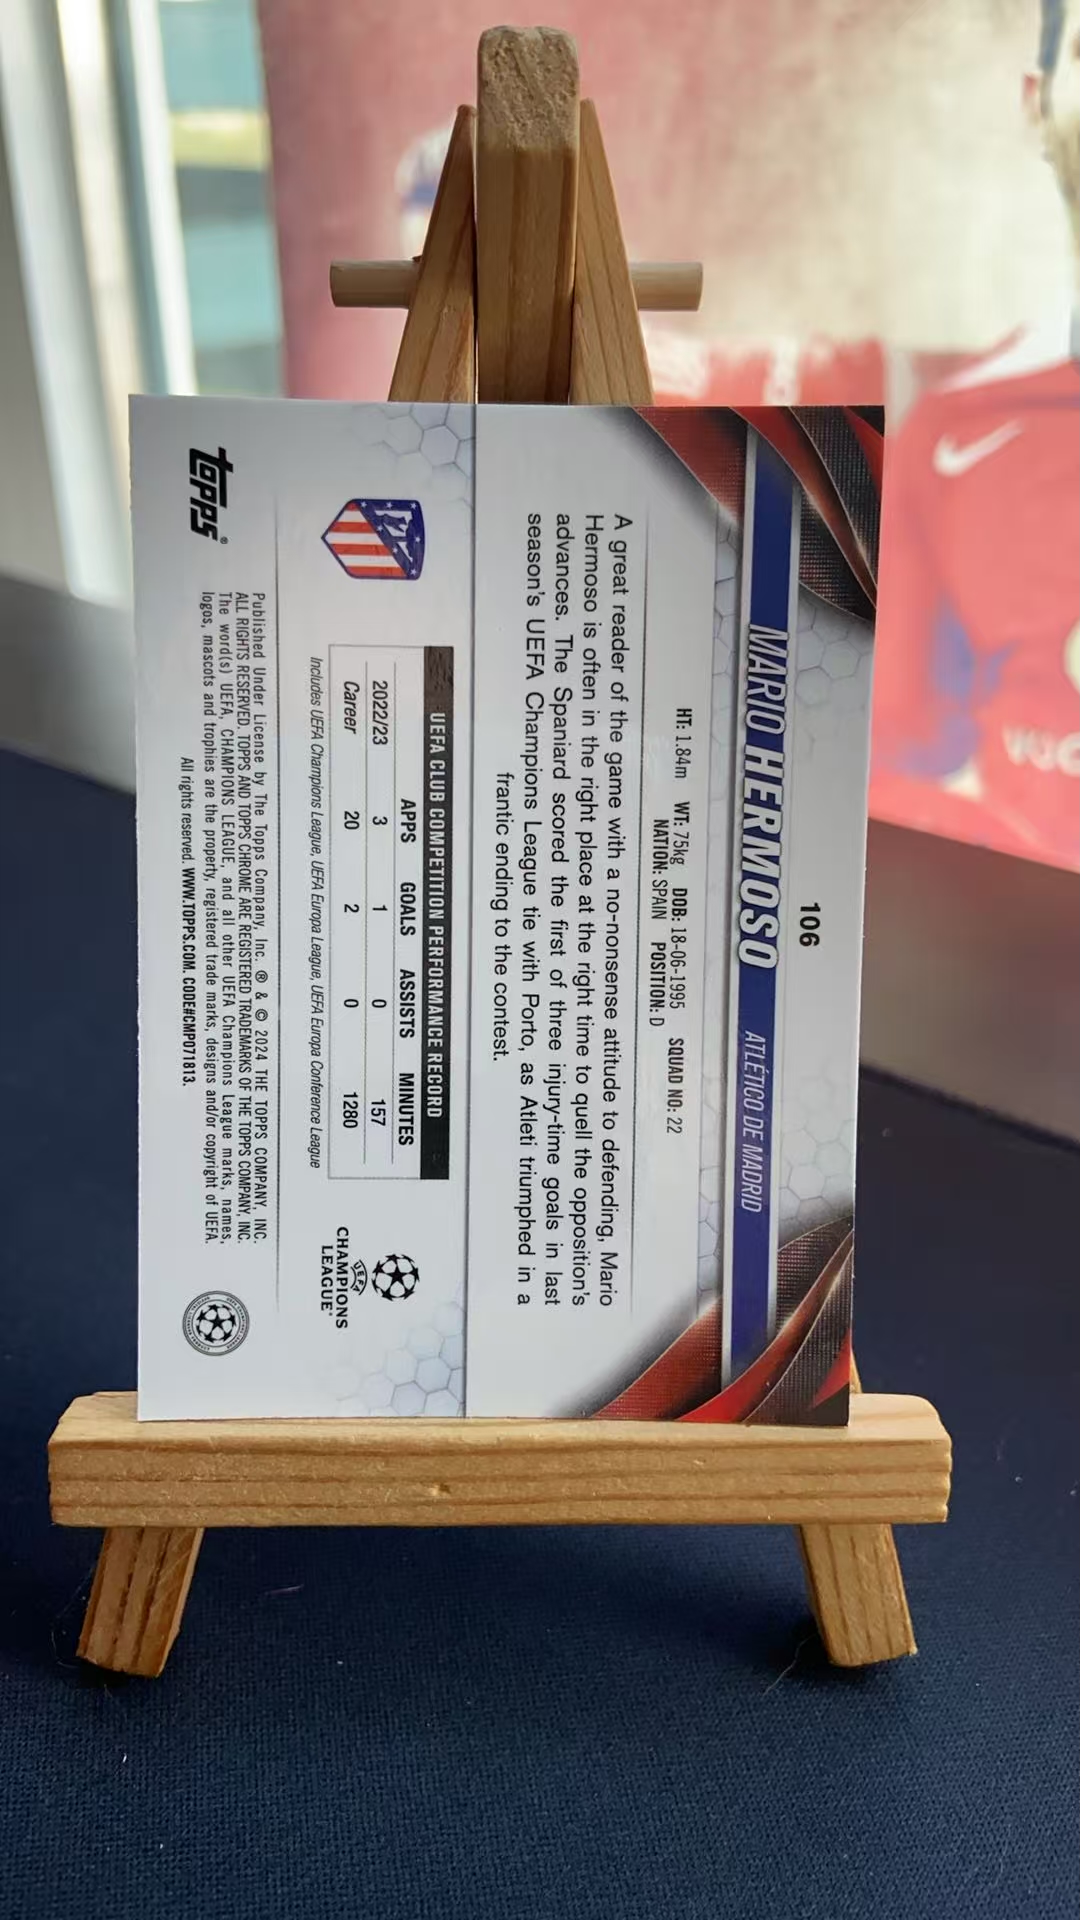 106
MARIO HERMOSO ATLÉTICO DE MADRID
HT: 1.84m WT: 75kg DOB: 18-06-1995 SQUAD NO: 22
NATION: SPAIN POSITION: D
A great reader of the game with a no-nonsense attitude to defending, Mario
Hermoso is often in the right place at the right time to quell the opposition's
advances. The Spaniard scored the first of three injury-time goals in last
season's UEFA Champions League tie with Porto, as Atleti triumphed in a
frantic ending to the contest.
UEFA CLUB COMPETITION PERFORMANCE RECORD
APPS GOALS ASSISTS MINUTES
2022/23 3 1 0 157
Career 20 2 0 1280
Includes UEFA Champions League, UEFA Europa League, UEFA Europa Conference League
UEFA
CHAMPIONS
LEAGUE®
topps®
Published Under License by The Topps Company, Inc. ® & © 2024 THE TOPPS COMPANY, INC.
ALL RIGHTS RESERVED. TOPPS AND TOPPS CHROME ARE REGISTERED TRADEMARKS OF THE TOPPS COMPANY, INC.
The word(s) UEFA, CHAMPIONS LEAGUE, and all other UEFA Champions League marks, names,
logos, mascots and trophies are the property, registered trade marks, designs and/or copyright of UEFA.
All rights reserved. WWW.TOPPS.COM. CODE#CMP071813.